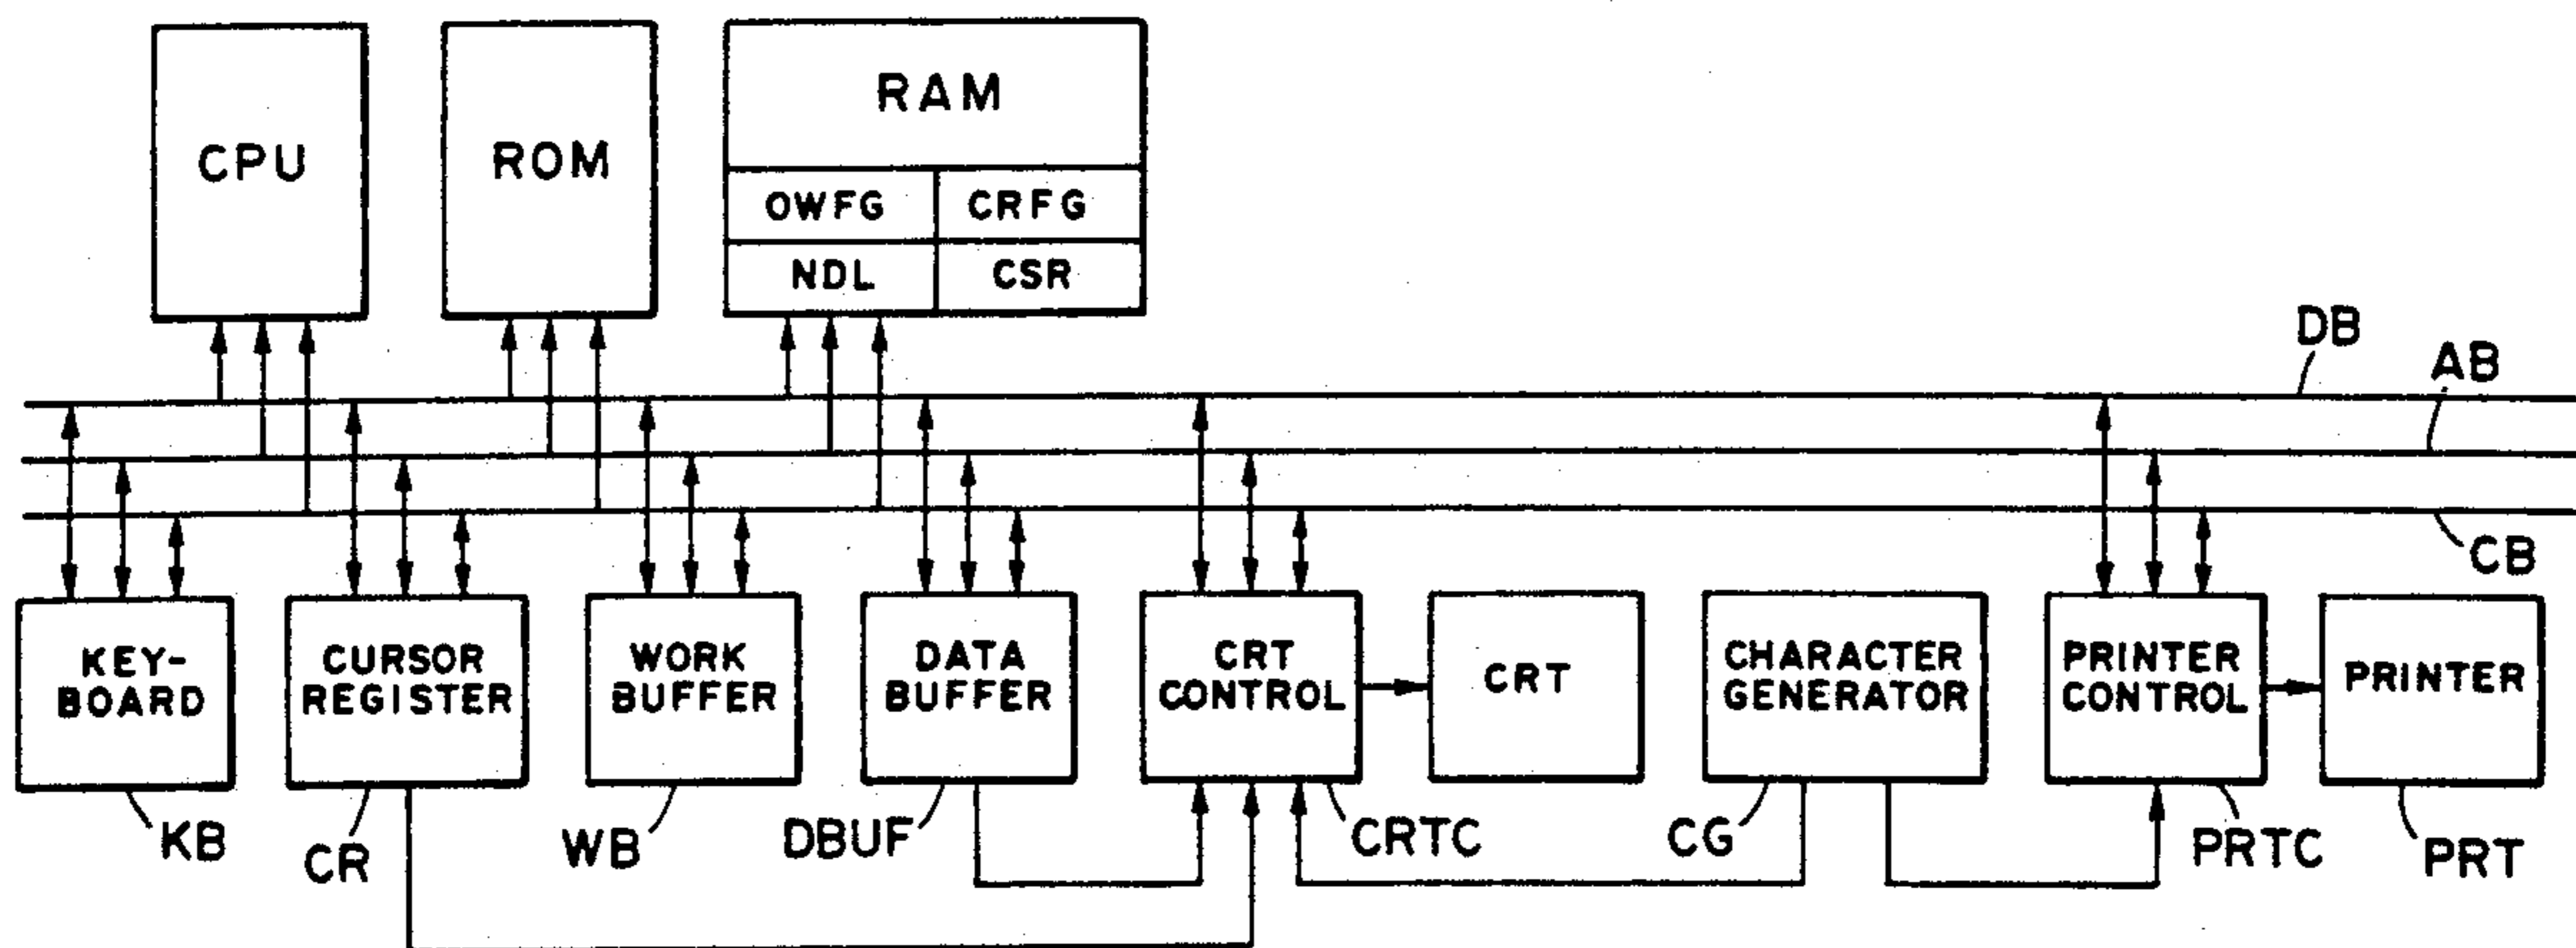 CPU
ROM
RAM
OWFG
CRFG
NDL
CSR
DB
AB
CB
KEY-
BOARD
CURSOR
REGISTER
WORK
BUFFER
DATA
BUFFER
CRT
CONTROL
CRT
CHARACTER
GENERATOR
PRINTER
CONTROL
PRINTER
KB
CR
WB
DBUF
CRTC
CG
PRTC
PRT